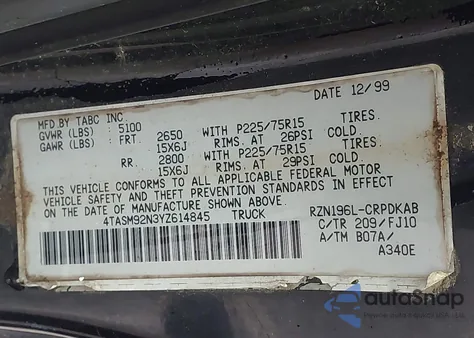 DATE 12/99
MFD BY TABC INC.
GVWR (LBS) 5100 WITH P225/75R15 TIRES.
GAWR (LBS) FRT. 2650 15X6J RIMS. AT 26PSI COLD.
RR. 2800 WITH P225/75R15 TIRES.
15X6J RIMS. AT 29PSI COLD.
THIS VEHICLE CONFORMS TO ALL APPLICABLE FEDERAL MOTOR
VEHICLE SAFETY AND THEFT PREVENTION STANDARDS IN EFFECT
ON THE DATE OF MANUFACTURE SHOWN ABOVE.
4TASM92N3YZ614845 TRUCK RZN196L-CRPDKAB
C/TR 209/FJ10
A/TM B07A/
A340E
autoSnap